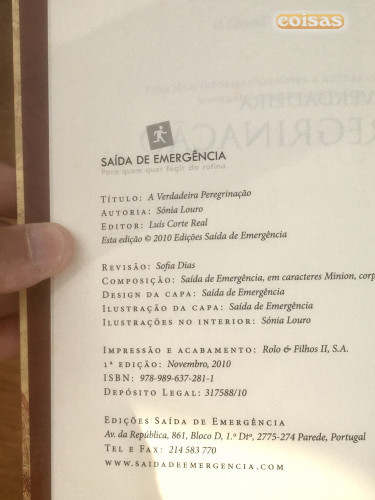 coisas
VERDADEIRA
SAÍDA DE EMERGÊNCIA
Para quem quer fugir da rotina
TÍTULO: A Verdadeira Peregrinação
AUTORIA: Sónia Louro
EDITOR: Luís Corte Real
Esta edição © 2010 Edições Saída de Emergência
REVISÃO: Sofia Dias
COMPOSIÇÃO: Saída de Emergência, em caracteres Minion, corp
DESIGN DA CAPA: Saída de Emergência
ILUSTRAÇÃO DA CAPA: Saída de Emergência
ILUSTRAÇÕES NO INTERIOR: Sónia Louro
IMPRESSÃO E ACABAMENTO: Rolo & Filhos II, S.A.
1ª EDIÇÃO: Novembro, 2010
ISBN: 978-989-637-281-1
DEPÓSITO LEGAL: 317588/10
EDIÇÕES SAÍDA DE EMERGÊNCIA
Av. da República, 861, Bloco D, 1.º Dtº, 2775-274 Parede, Portugal
TEL E FAX: 214 583 770
WWW.SAIDADEEMERGENCIA.COM